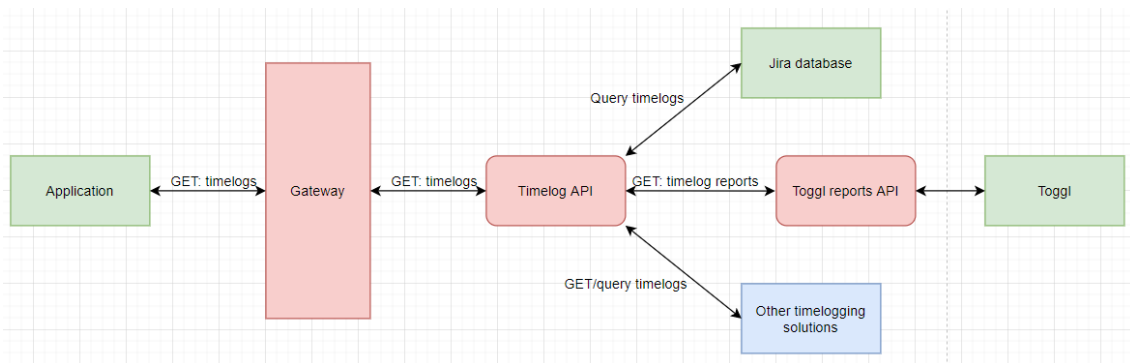 Jira database
Query timelogs
Application
GET: timelogs
Gateway
GET: timelogs
Timelog API
GET: timelog reports
Toggl reports API
Toggl
GET/query timelogs
Other timelogging
solutions